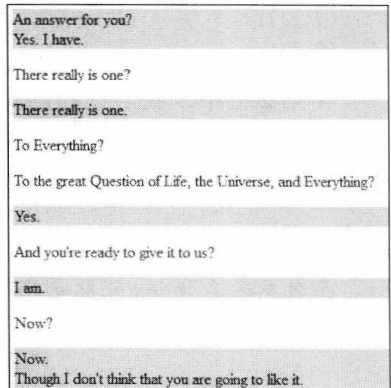 An answer for you?
Yes. I have.
There really is one?
There really is one.
To Everything?
To the great Question of Life, the Universe, and Everything?
Yes.
And you're ready to give it to us?
I am.
Now?
Now.
Though I don't think that you are going to like it.